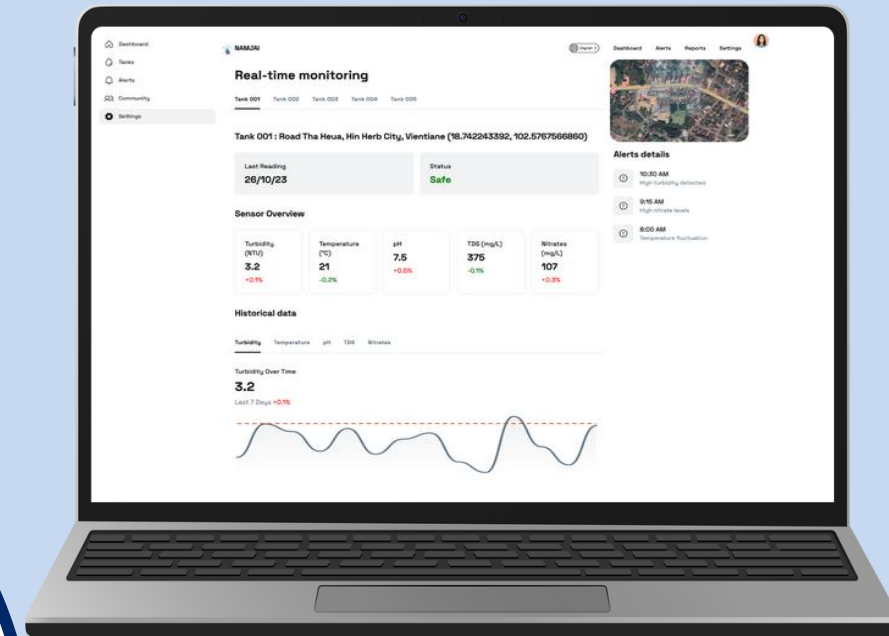 Dashboard
Tanks
Alerts
Community
Settings
NAMJAI
English
Dashboard Alerts Reports Settings
Real-time monitoring
Tank 001 Tank 002 Tank 003 Tank 004 Tank 005
Tank 001 : Road Tha Heua, Hin Herb City, Vientiane (18.742243392, 102.5767566860)
Last Reading
26/10/23
Status
Safe
Sensor Overview
Turbidity
(NTU)
3.2
+0.1%
Temperature
(°C)
21
-0.2%
pH
7.5
+0.5%
TDS (mg/L)
375
-0.1%
Nitrates
(mg/L)
107
+0.3%
Historical data
Turbidity Temperature pH TDS Nitrates
Turbidity Over Time
3.2
Last 7 Days +0.1%
Alerts details
10:30 AM
High turbidity detected
9:15 AM
High nitrate levels
8:00 AM
Temperature fluctuation